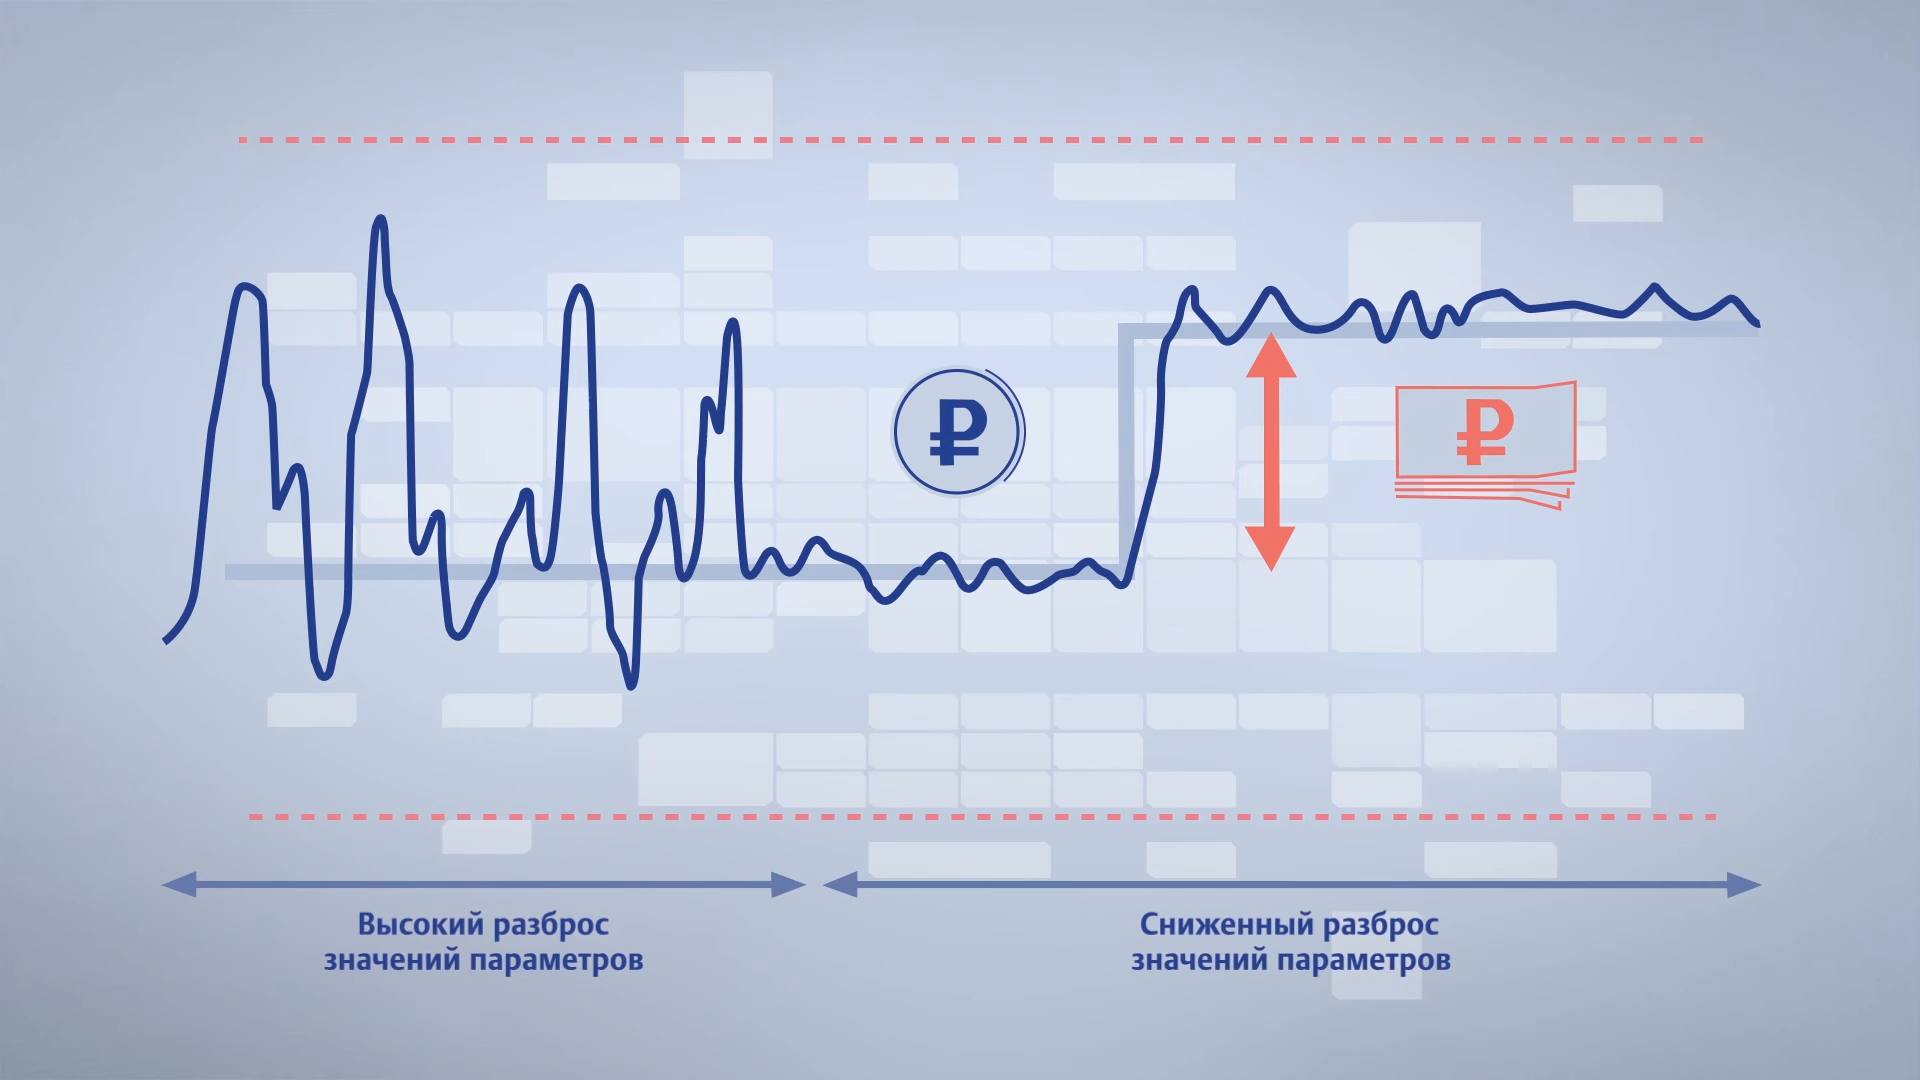 ₽
₽
Высокий разброс
значений параметров
Сниженный разброс
значений параметров